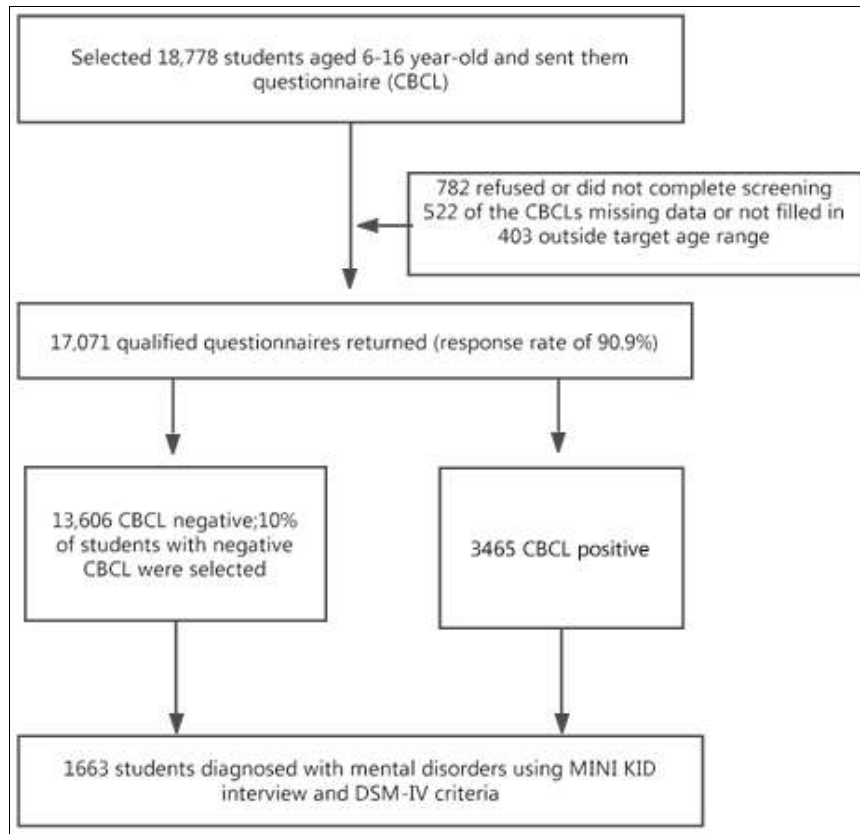 Selected 18,778 students aged 6-16 year-old and sent them
questionnaire (CBCL)
782 refused or did not complete screening
522 of the CBCLs missing data or not filled in
403 outside target age range
17,071 qualified questionnaires returned (response rate of 90.9%)
13,606 CBCL negative;10%
of students with negative
CBCL were selected
3465 CBCL positive
1663 students diagnosed with mental disorders using MINI KID
interview and DSM-IV criteria